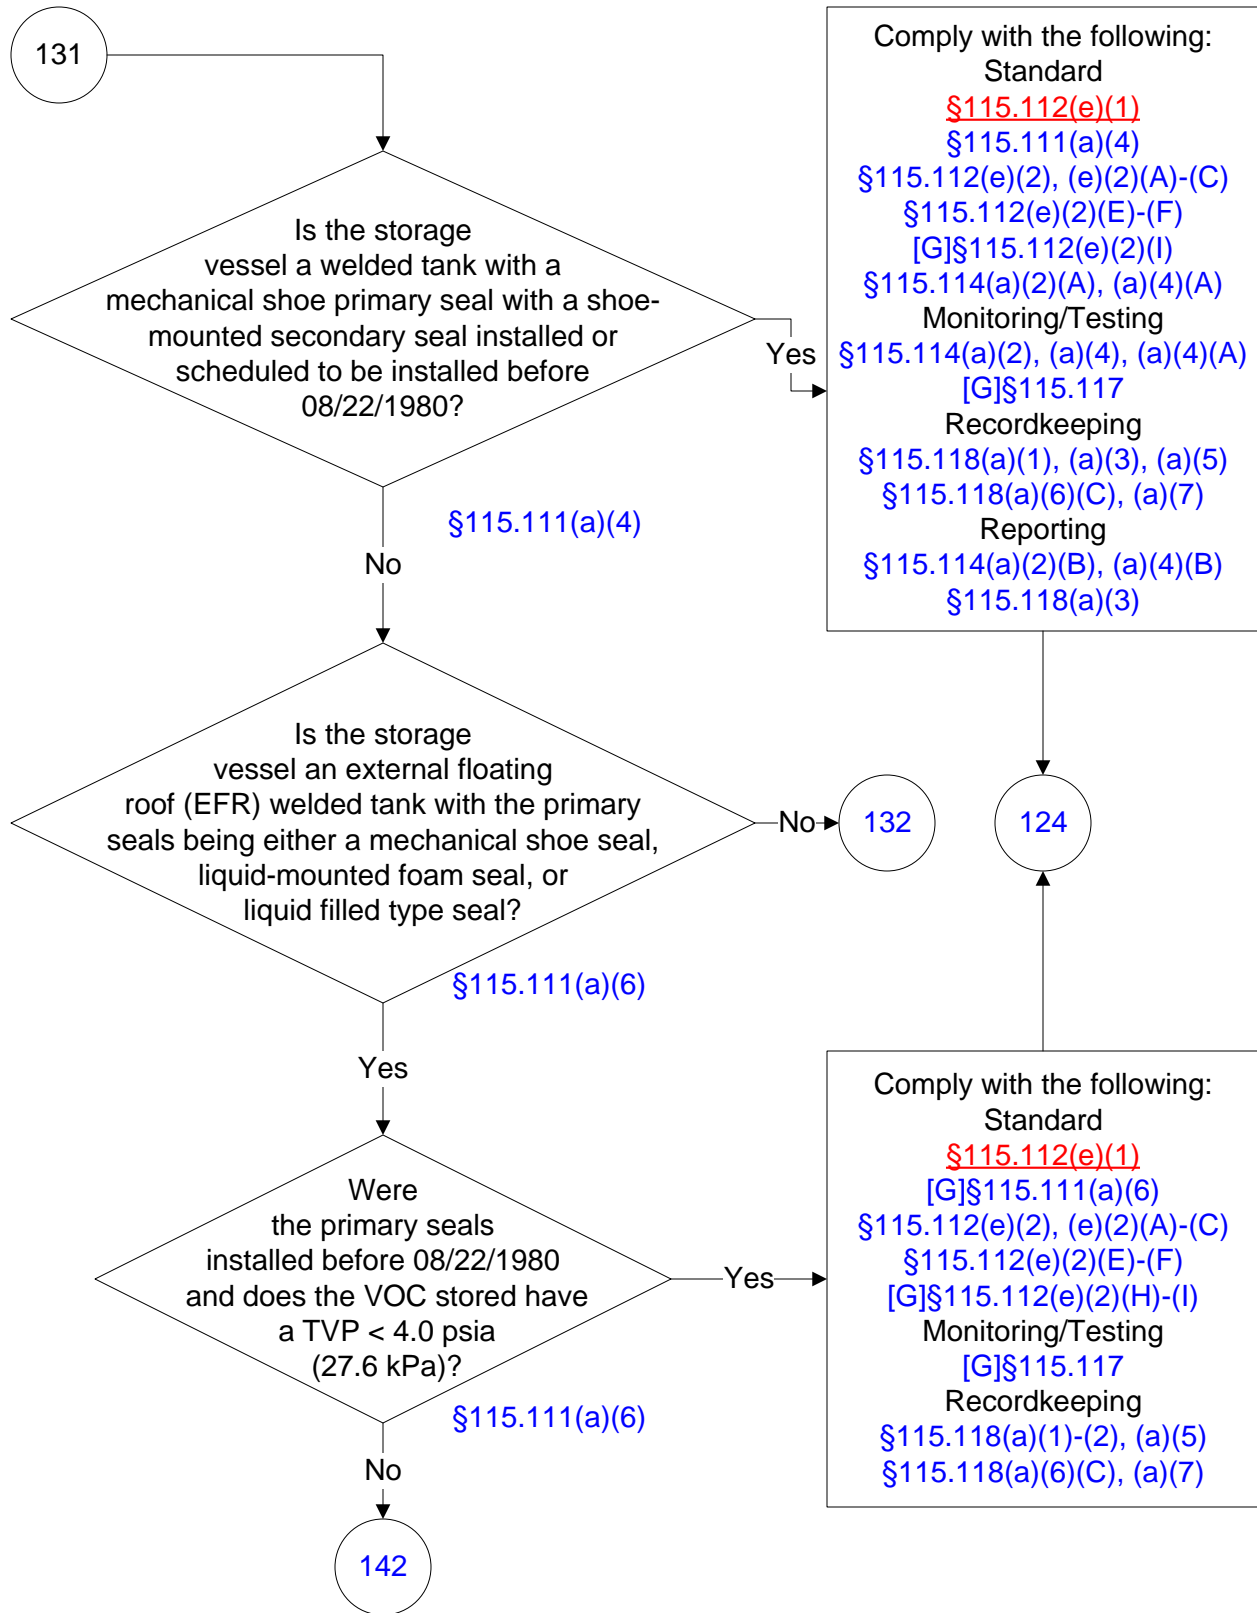 131
Is the storage
vessel a welded tank with a
mechanical shoe primary seal with a shoe-
mounted secondary seal installed or
scheduled to be installed before
08/22/1980?
Yes
Comply with the following:
Standard
§115.112(e)(1)
§115.111(a)(4)
§115.112(e)(2), (e)(2)(A)-(C)
§115.112(e)(2)(E)-(F)
[G]§115.112(e)(2)(I)
§115.114(a)(2)(A), (a)(4)(A)
Monitoring/Testing
§115.114(a)(2), (a)(4), (a)(4)(A)
[G]§115.117
Recordkeeping
§115.118(a)(1), (a)(3), (a)(5)
§115.118(a)(6)(C), (a)(7)
Reporting
§115.114(a)(2)(B), (a)(4)(B)
§115.118(a)(3)
§115.111(a)(4)
No
Is the storage
vessel an external floating
roof (EFR) welded tank with the primary
seals being either a mechanical shoe seal,
liquid-mounted foam seal, or
liquid filled type seal?
No
132
124
§115.111(a)(6)
Yes
Were
the primary seals
installed before 08/22/1980
and does the VOC stored have
a TVP < 4.0 psia
(27.6 kPa)?
Yes
Comply with the following:
Standard
§115.112(e)(1)
[G]§115.111(a)(6)
§115.112(e)(2), (e)(2)(A)-(C)
§115.112(e)(2)(E)-(F)
[G]§115.112(e)(2)(H)-(I)
Monitoring/Testing
[G]§115.117
Recordkeeping
§115.118(a)(1)-(2), (a)(5)
§115.118(a)(6)(C), (a)(7)
§115.111(a)(6)
No
142